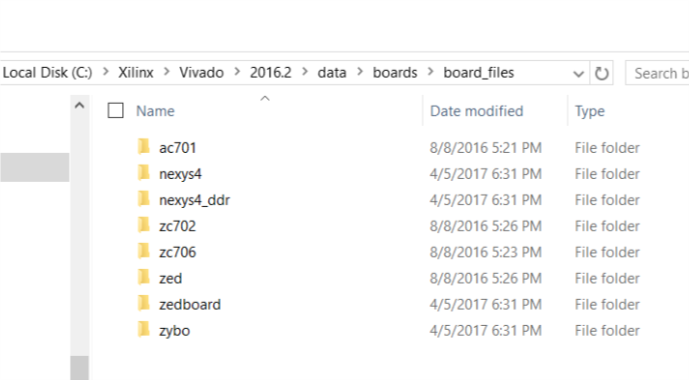 Local Disk (C:) > Xilinx > Vivado > 2016.2 > data > boards > board_files Search b
Name Date modified Type
ac701 8/8/2016 5:21 PM File folder
nexys4 4/5/2017 6:31 PM File folder
nexys4_ddr 4/5/2017 6:31 PM File folder
zc702 8/8/2016 5:26 PM File folder
zc706 8/8/2016 5:23 PM File folder
zed 8/8/2016 5:26 PM File folder
zedboard 4/5/2017 6:31 PM File folder
zybo 4/5/2017 6:31 PM File folder